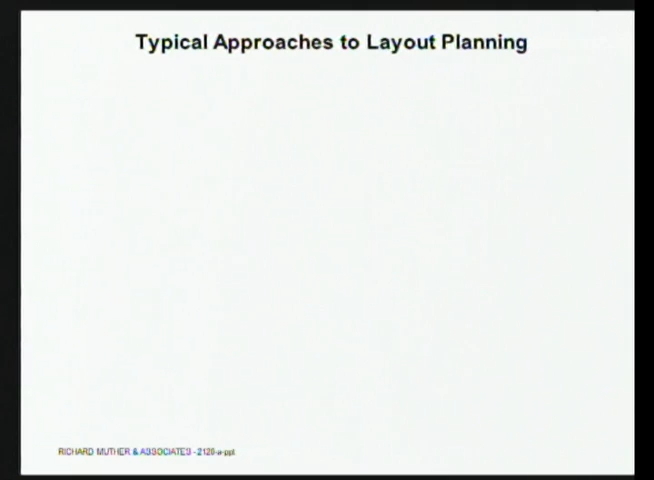 Typical Approaches to Layout Planning
RICHARD MUTHER & ASSOCIATES - 2120-a-ppt